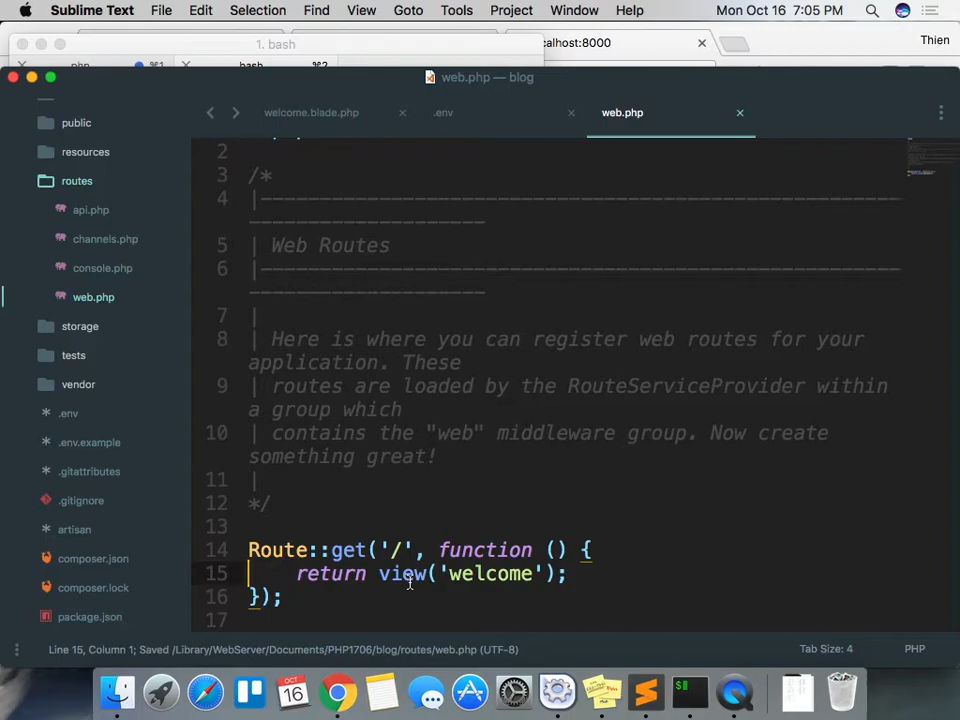 Sublime Text File Edit Selection Find View Goto Tools Project Window Help Mon Oct 16 7:05 PM
1. bash
calhost:8000
Thien
php ⌘1 bash ⌘2
web.php — blog
welcome.blade.php .env web.php
public
resources
routes
api.php
channels.php
console.php
web.php
storage
tests
vendor
.env
.env.example
.gitattributes
.gitignore
artisan
composer.json
composer.lock
package.json
2
3 /*
4 |--------------------------------------------------------------------------
5 | Web Routes
6 |--------------------------------------------------------------------------
7 |
8 | Here is where you can register web routes for your
application. These
9 | routes are loaded by the RouteServiceProvider within
a group which
10 | contains the "web" middleware group. Now create
something great!
11 |
12 */
13
14 Route::get('/', function () {
15 return view('welcome');
16 });
17
Line 15, Column 1; Saved /Library/WebServer/Documents/PHP1706/blog/routes/web.php (UTF-8) Tab Size: 4 PHP
OCT
16